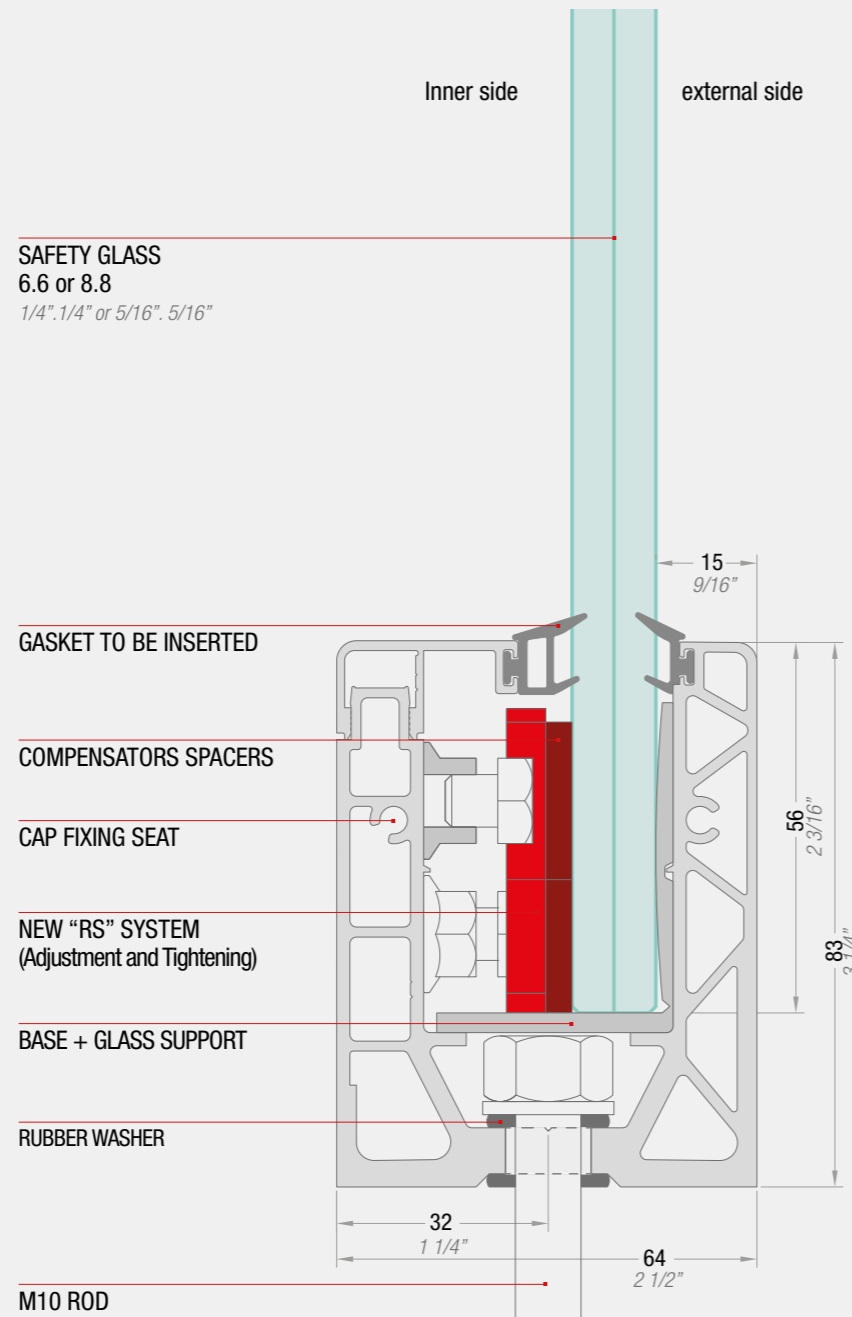 Inner side
external side
SAFETY GLASS
6.6 or 8.8
1/4”.1/4” or 5/16”. 5/16”
15
9/16”
GASKET TO BE INSERTED
COMPENSATORS SPACERS
56
2 3/16”
CAP FIXING SEAT
NEW “RS” SYSTEM
(Adjustment and Tightening)
83
3 1/4”
BASE + GLASS SUPPORT
RUBBER WASHER
32
1 1/4”
64
2 1/2”
M10 ROD